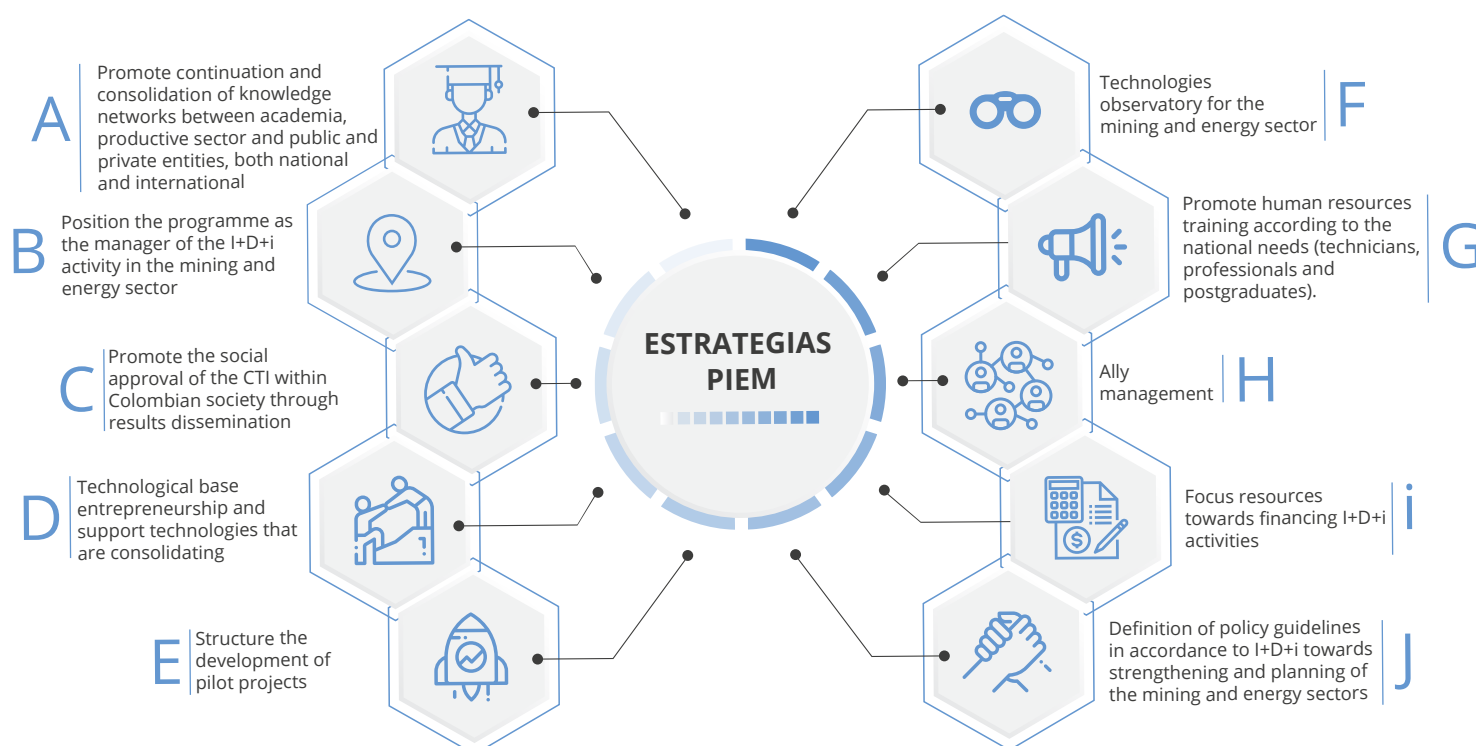 A
Promote continuation and
consolidation of knowledge
networks between academia,
productive sector and public and
private entities, both national
and international
B
Position the programme as
the manager of the I+D+i
activity in the mining and
energy sector
C
Promote the social
approval of the CTI within
Colombian society through
results dissemination
D
Technological base
entrepreneurship and
support technologies that
are consolidating
E
Structure the
development of
pilot projects
ESTRATEGIAS
PIEM
Technologies
observatory for the
mining and energy sector
F
Promote human resources
training according to the
national needs (technicians,
professionals and
postgraduates).
G
Ally
management
H
Focus resources
towards financing I+D+i
activities
i
Definition of policy guidelines
in accordance to I+D+i towards
strengthening and planning of
the mining and energy sectors
J
$